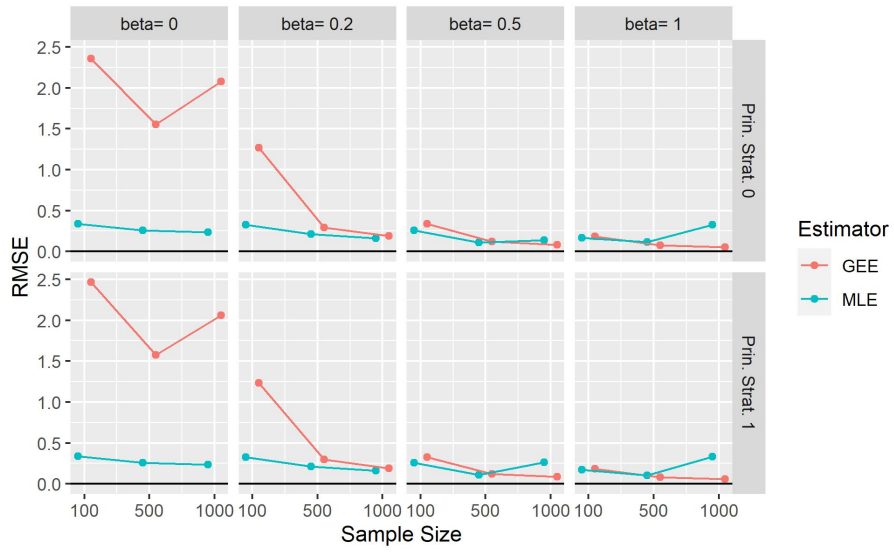 beta= 0 beta= 0.2 beta= 0.5 beta= 1
2.5
2.0
1.5
1.0
0.5
0.0
Prin. Strat. 0
RMSE
Estimator
GEE
MLE
2.5
2.0
1.5
1.0
0.5
0.0
Prin. Strat. 1
100 500 1000 100 500 1000 100 500 1000 100 500 1000
Sample Size